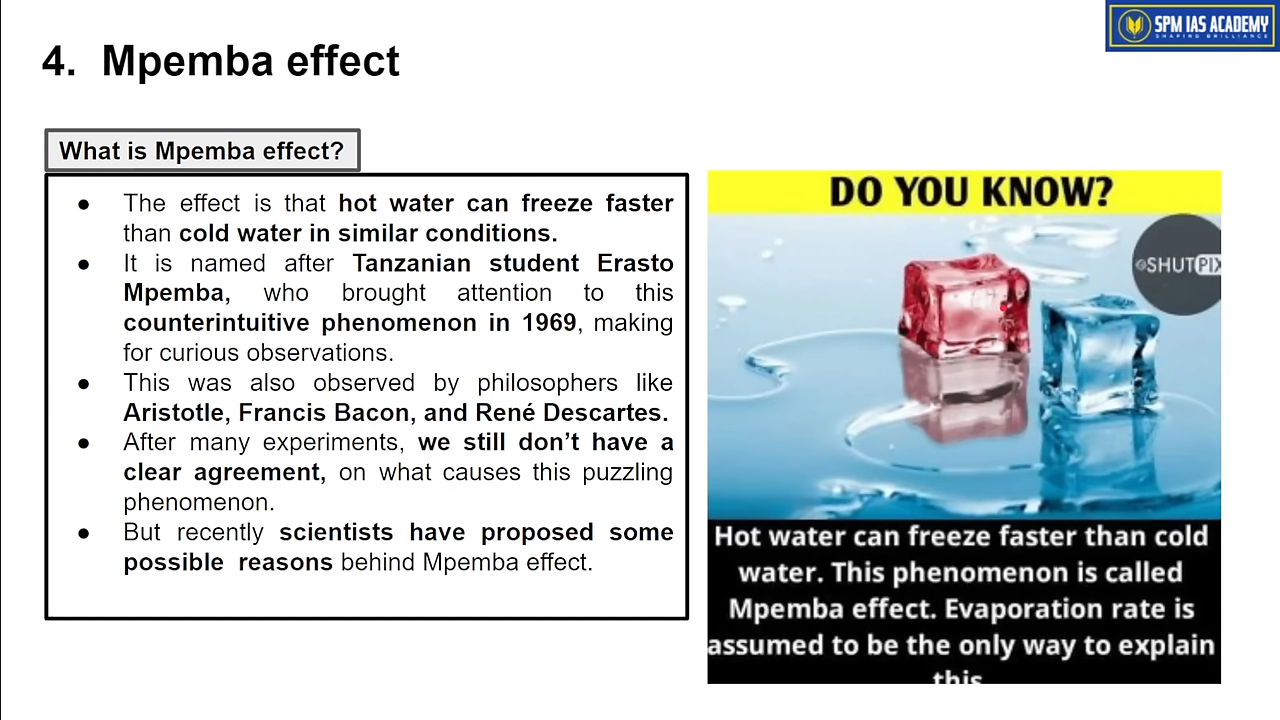 SPM IAS ACADEMY
SHAPING BRILLIANCE
4. Mpemba effect
What is Mpemba effect?
● The effect is that hot water can freeze faster
than cold water in similar conditions.
● It is named after Tanzanian student Erasto
Mpemba, who brought attention to this
counterintuitive phenomenon in 1969, making
for curious observations.
● This was also observed by philosophers like
Aristotle, Francis Bacon, and René Descartes.
● After many experiments, we still don’t have a
clear agreement, on what causes this puzzling
phenomenon.
● But recently scientists have proposed some
possible reasons behind Mpemba effect.
DO YOU KNOW?
@SHUTPIX
Hot water can freeze faster than cold
water. This phenomenon is called
Mpemba effect. Evaporation rate is
assumed to be the only way to explain
this